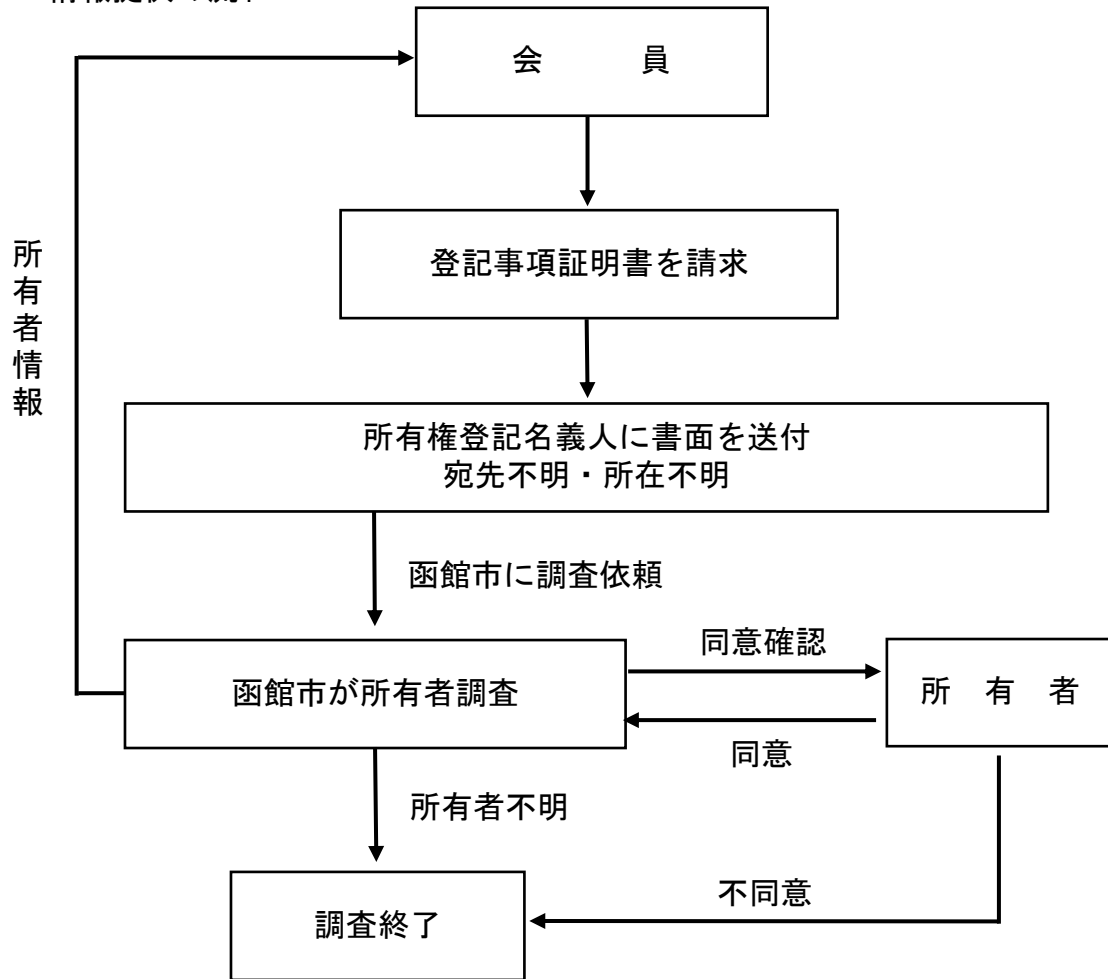 会　員
登記事項証明書を請求
所有者情報
所有権登記名義人に書面を送付
宛先不明・所在不明
函館市に調査依頼
同意確認
函館市が所有者調査
所　有　者
同意
所有者不明
不同意
調査終了